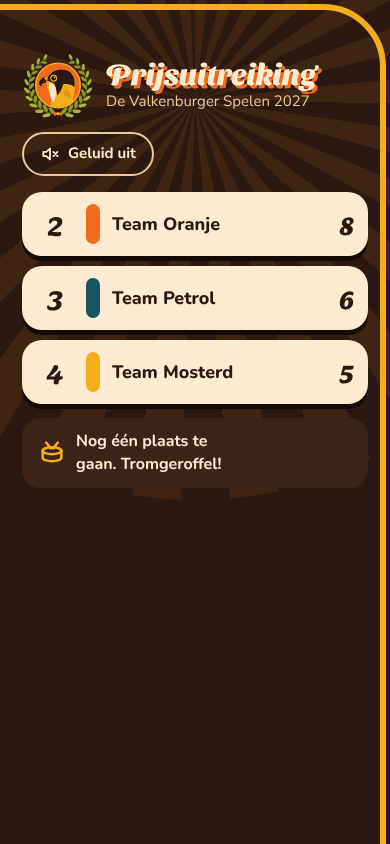 Prijsuitreiking
De Valkenburger Spelen 2027
Geluid uit
2 Team Oranje 8
3 Team Petrol 6
4 Team Mosterd 5
Nog één plaats te
gaan. Tromgeroffel!